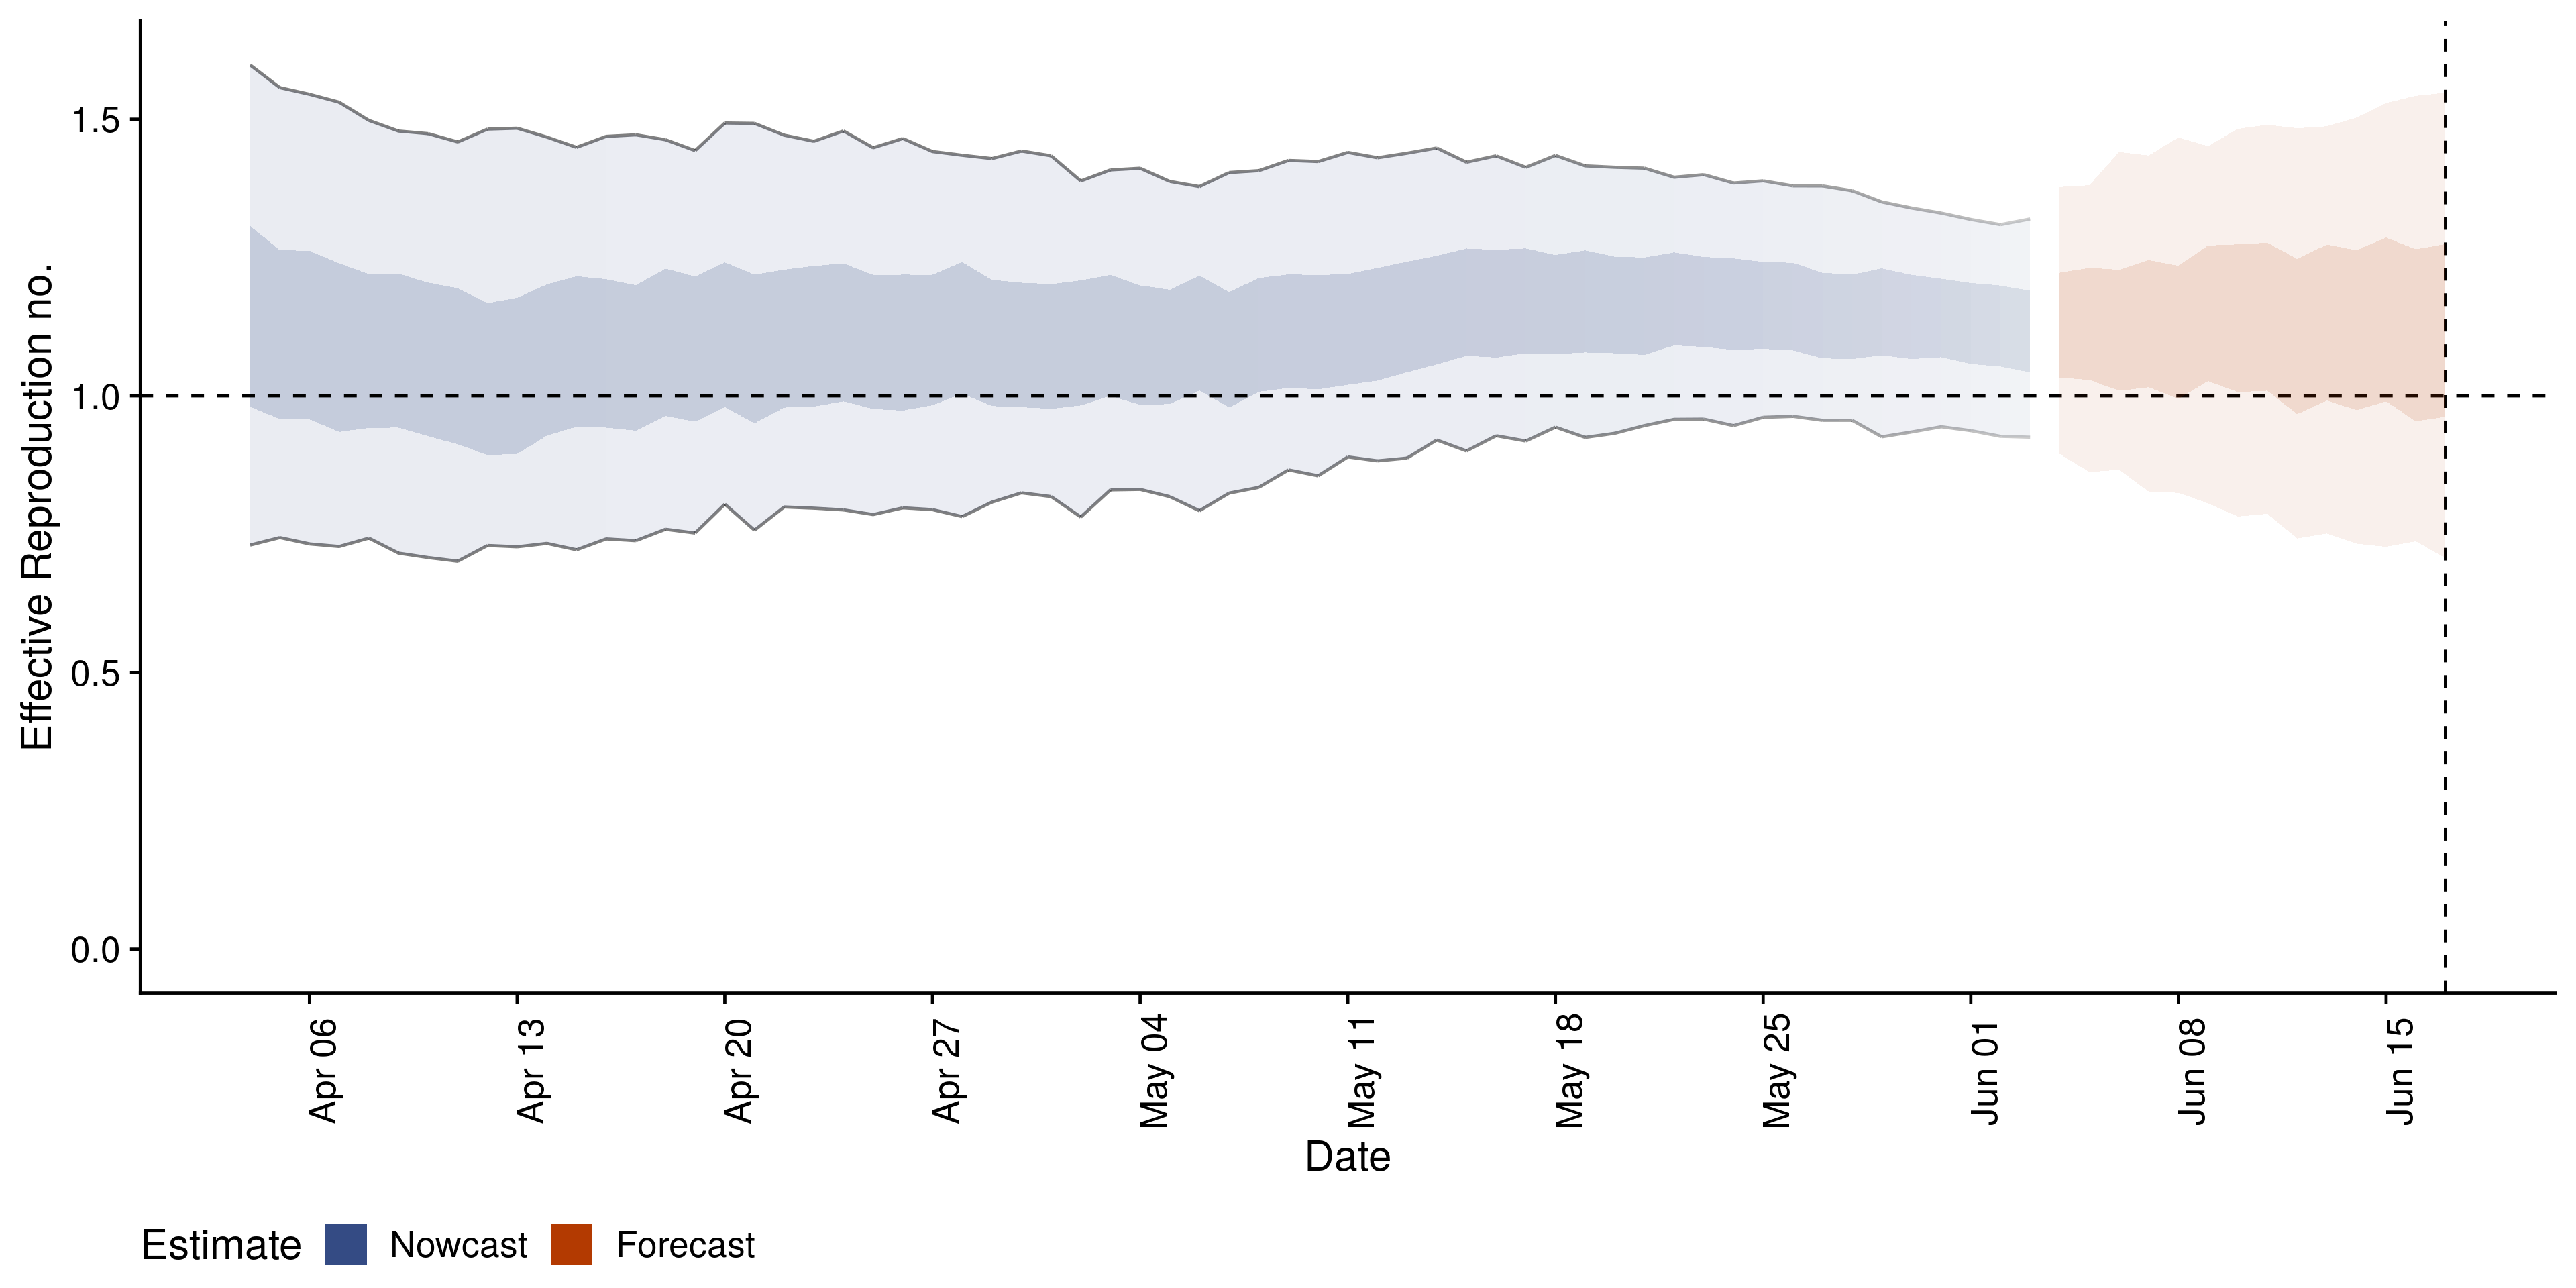 Effective Reproduction no.
1.5
1.0
0.5
0.0
Apr 06
Apr 13
Apr 20
Apr 27
May 04
May 11
May 18
May 25
Jun 01
Jun 08
Jun 15
Date
Estimate Nowcast Forecast